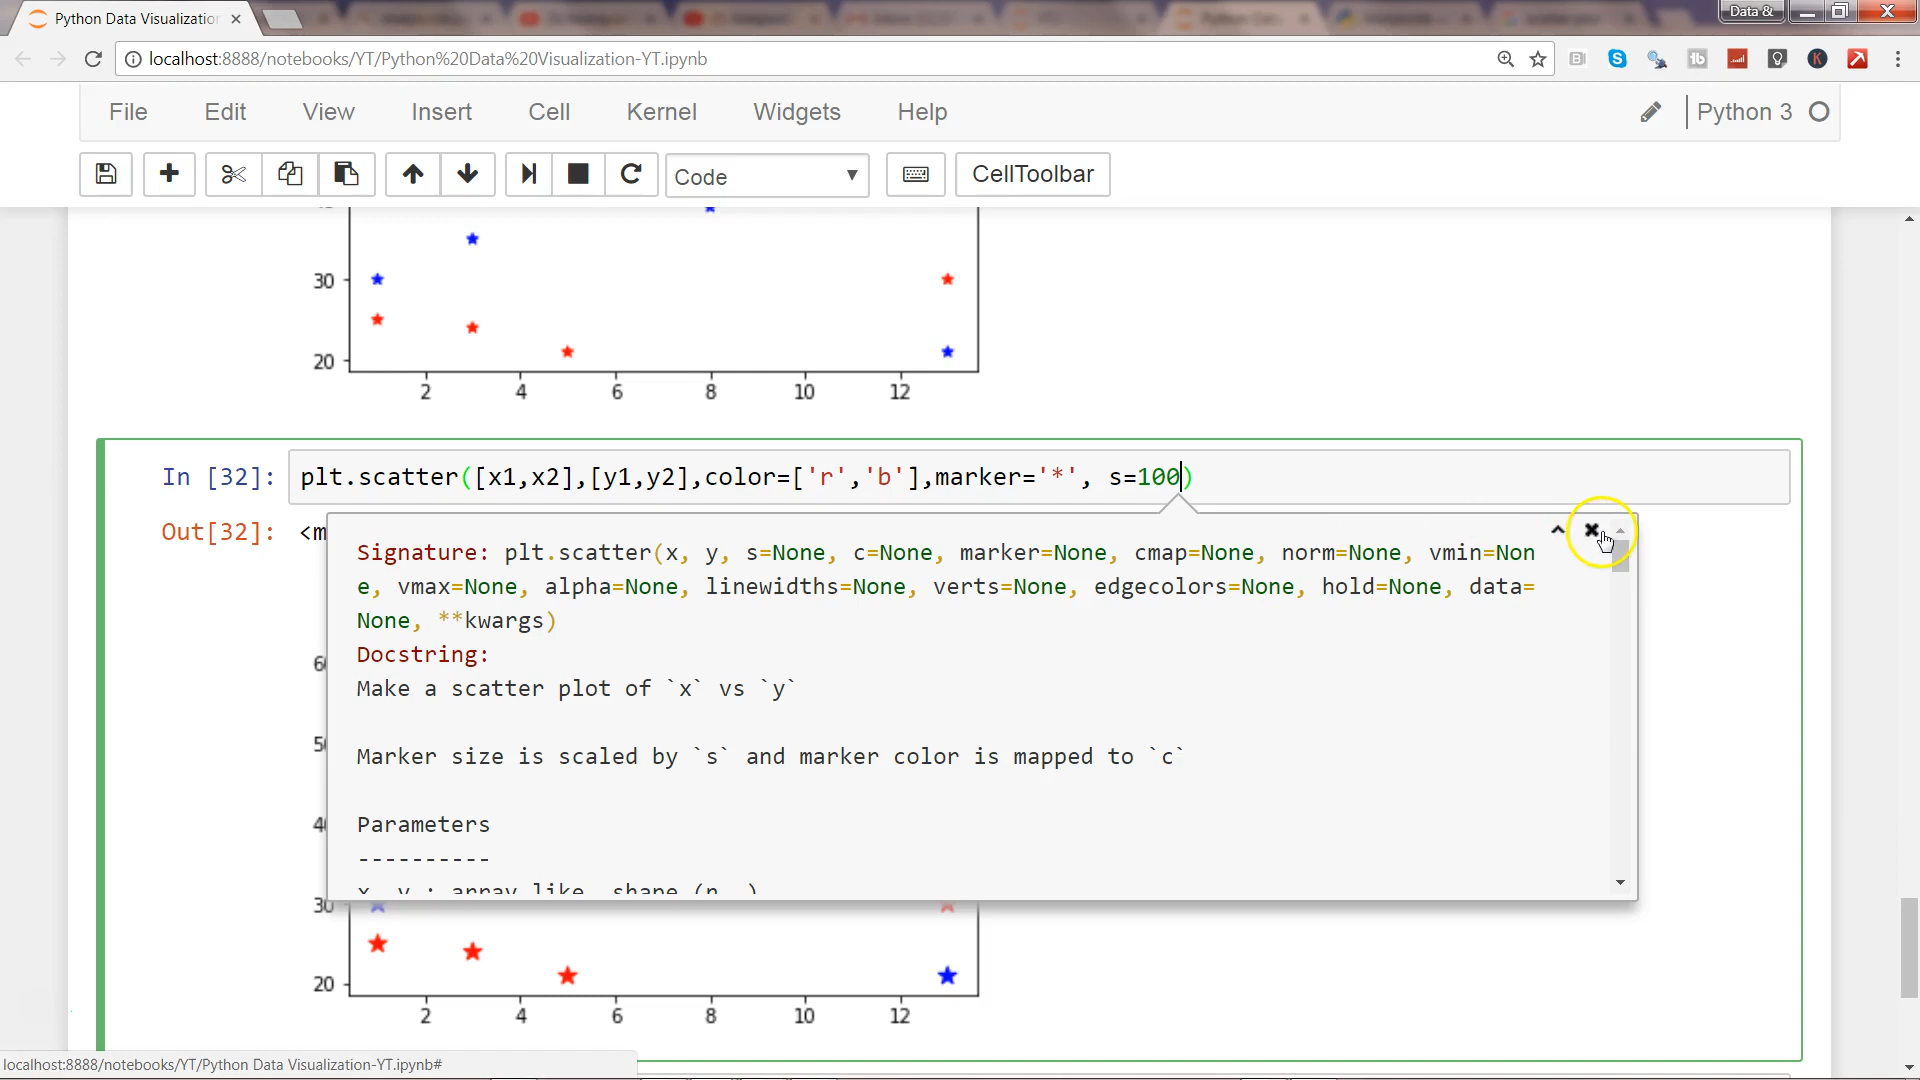 Python Data Visualization
Data &
localhost:8888/notebooks/YT/Python%20Data%20Visualization-YT.ipynb
File Edit View Insert Cell Kernel Widgets Help Python 3
Code CellToolbar
30
20
2 4 6 8 10 12
In [32]: plt.scatter([x1,x2],[y1,y2],color=['r','b'],marker='*', s=100)
Out[32]: <m
Signature: plt.scatter(x, y, s=None, c=None, marker=None, cmap=None, norm=None, vmin=Non
e, vmax=None, alpha=None, linewidths=None, verts=None, edgecolors=None, hold=None, data=
None, **kwargs)
Docstring:
Make a scatter plot of `x` vs `y`
Marker size is scaled by `s` and marker color is mapped to `c`
Parameters
----------
x, y : array_like, shape (n, )
30
20
2 4 6 8 10 12
localhost:8888/notebooks/YT/Python Data Visualization-YT.ipynb#